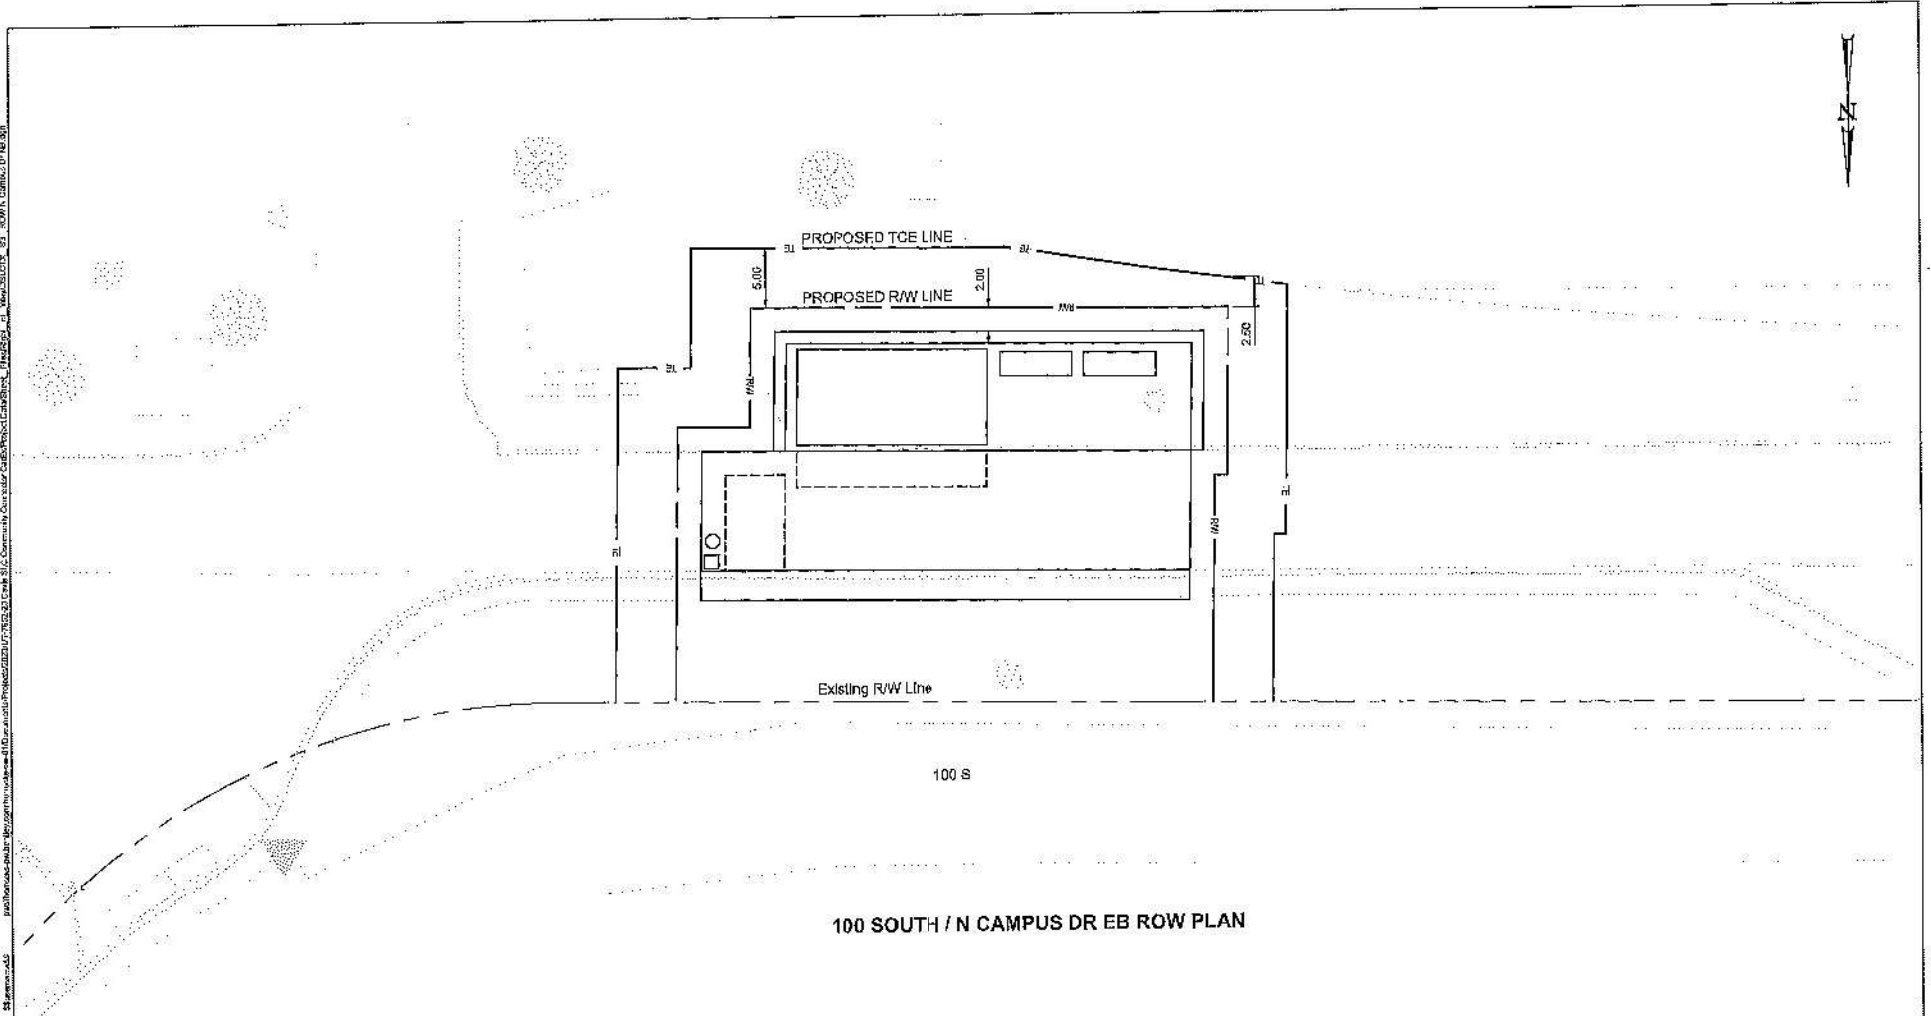 N
PROPOSED TCE LINE
5.00
2.00
PROPOSED R/W LINE
R/W
2.50
R/W
R/W
Existing R/W Line
100 S
100 SOUTH / N CAMPUS DR EB ROW PLAN